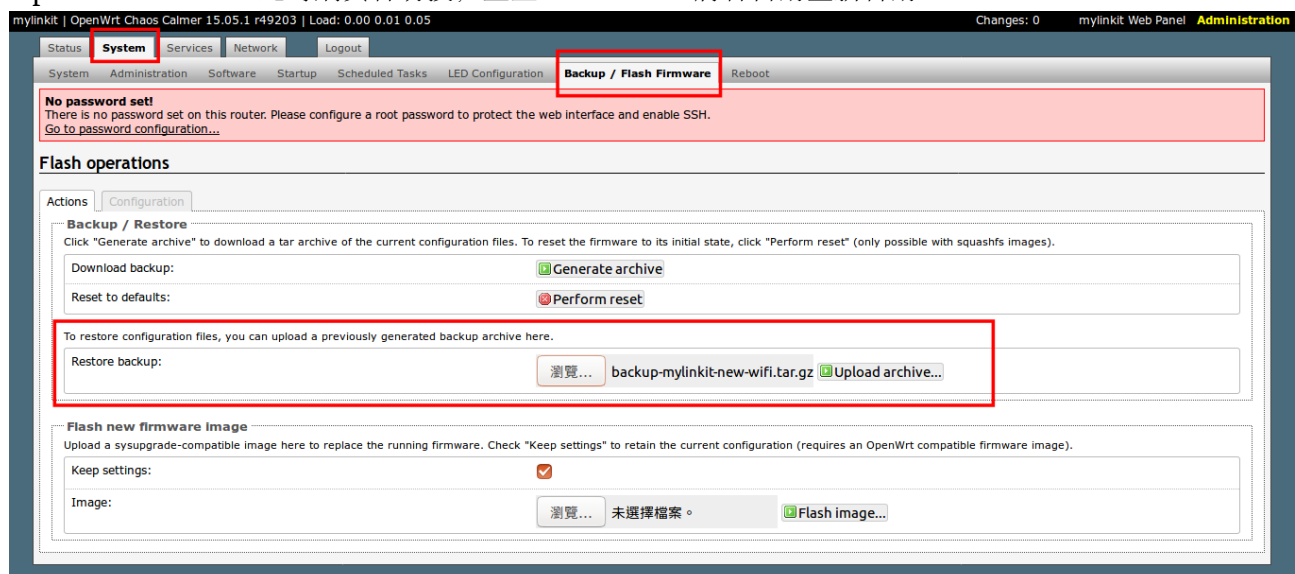 mylinkit | OpenWrt Chaos Calmer 15.05.1 r49203 | Load: 0.00 0.01 0.05 Changes: 0 mylinkit Web Panel Administration
Status System Services Network Logout
System Administration Software Startup Scheduled Tasks LED Configuration Backup / Flash Firmware Reboot
No password set!
There is no password set on this router. Please configure a root password to protect the web interface and enable SSH.
Go to password configuration...
Flash operations
Actions Configuration
Backup / Restore
Click "Generate archive" to download a tar archive of the current configuration files. To reset the firmware to its initial state, click "Perform reset" (only possible with squashfs images).
Download backup: Generate archive
Reset to defaults: Perform reset
To restore configuration files, you can upload a previously generated backup archive here.
Restore backup: 瀏覽... backup-mylinkit-new-wifi.tar.gz Upload archive...
Flash new firmware image
Upload a sysupgrade-compatible image here to replace the running firmware. Check "Keep settings" to retain the current configuration (requires an OpenWrt compatible firmware image).
Keep settings:
Image: 瀏覽... 未選擇檔案。 Flash image...